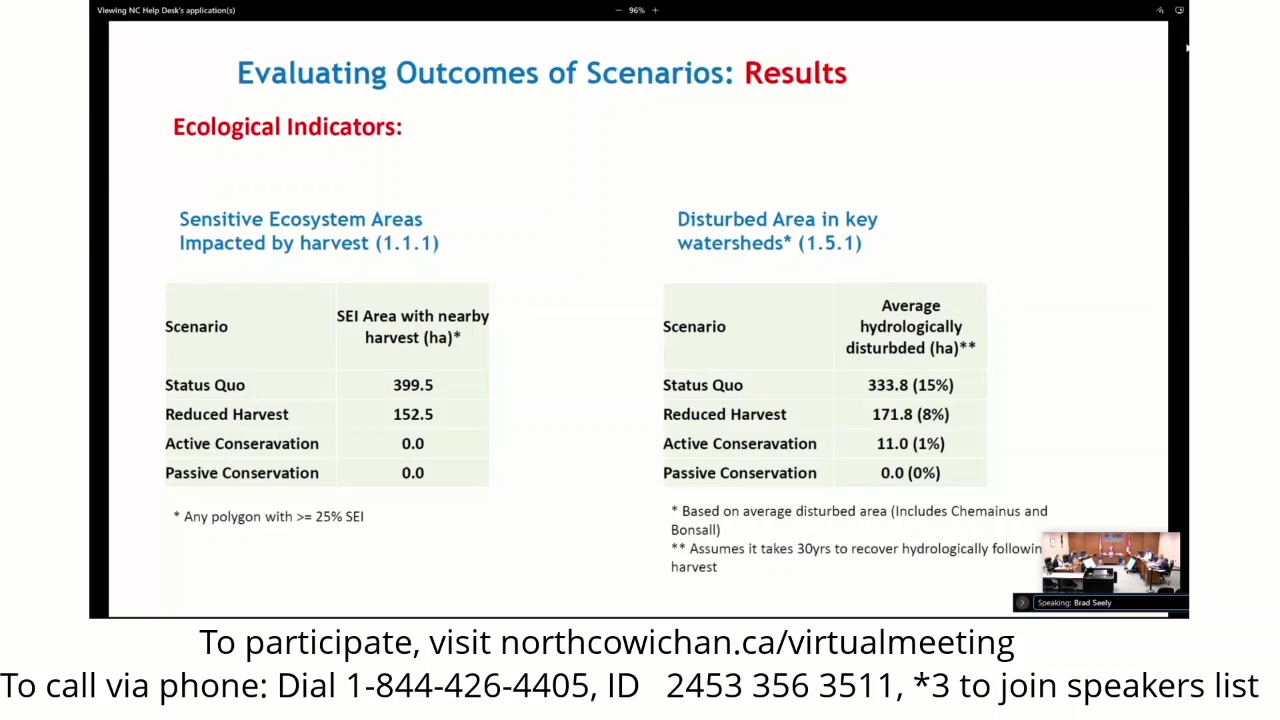 Viewing NC Help Desk's application(s)
− 96% +
Evaluating Outcomes of Scenarios: Results
Ecological Indicators:
Sensitive Ecosystem Areas
Impacted by harvest (1.1.1)
Scenario SEI Area with nearby harvest (ha)*
Status Quo 399.5
Reduced Harvest 152.5
Active Conseravation 0.0
Passive Conservation 0.0
* Any polygon with >= 25% SEI
Disturbed Area in key
watersheds* (1.5.1)
Scenario Average hydrologically disturbded (ha)**
Status Quo 333.8 (15%)
Reduced Harvest 171.8 (8%)
Active Conseravation 11.0 (1%)
Passive Conservation 0.0 (0%)
* Based on average disturbed area (Includes Chemainus and
Bonsall)
** Assumes it takes 30yrs to recover hydrologically followin
harvest
Speaking: Brad Seely
To participate, visit northcowichan.ca/virtualmeeting
To call via phone: Dial 1-844-426-4405, ID 2453 356 3511, *3 to join speakers list